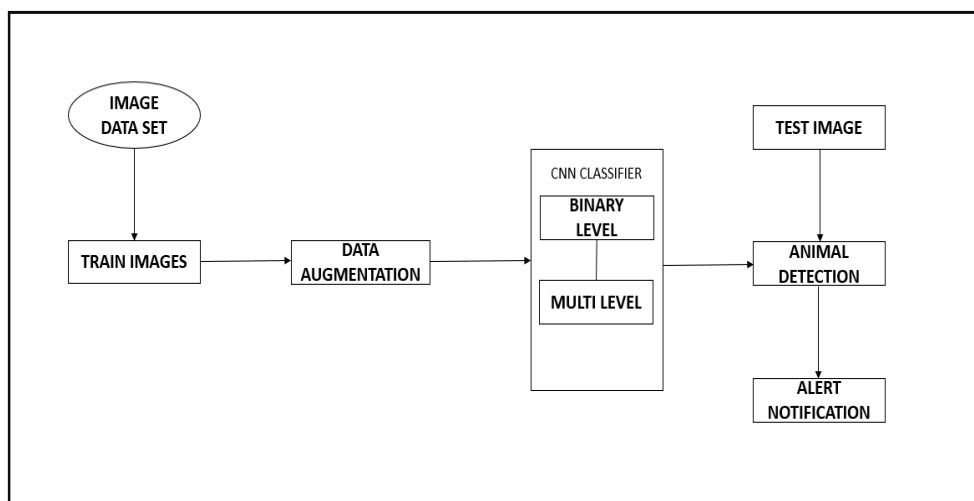 IMAGE
DATA SET
TRAIN IMAGES
DATA
AUGMENTATION
CNN CLASSIFIER
BINARY
LEVEL
MULTI LEVEL
TEST IMAGE
ANIMAL
DETECTION
ALERT
NOTIFICATION